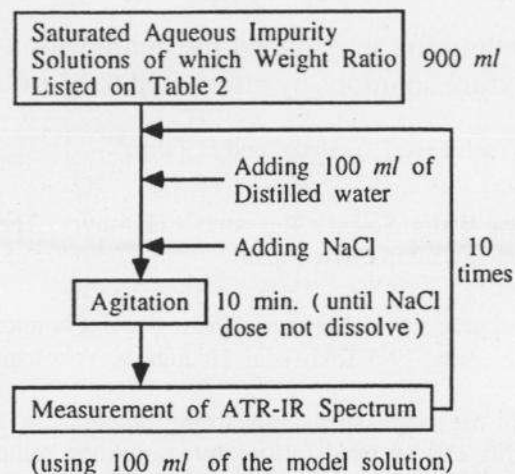 Saturated Aqueous Impurity
Solutions of which Weight Ratio
Listed on Table 2
900 ml
Adding 100 ml of
Distilled water
Adding NaCl
10
times
Agitation
10 min. ( until NaCl
dose not dissolve )
Measurement of ATR-IR Spectrum
(using 100 ml of the model solution)